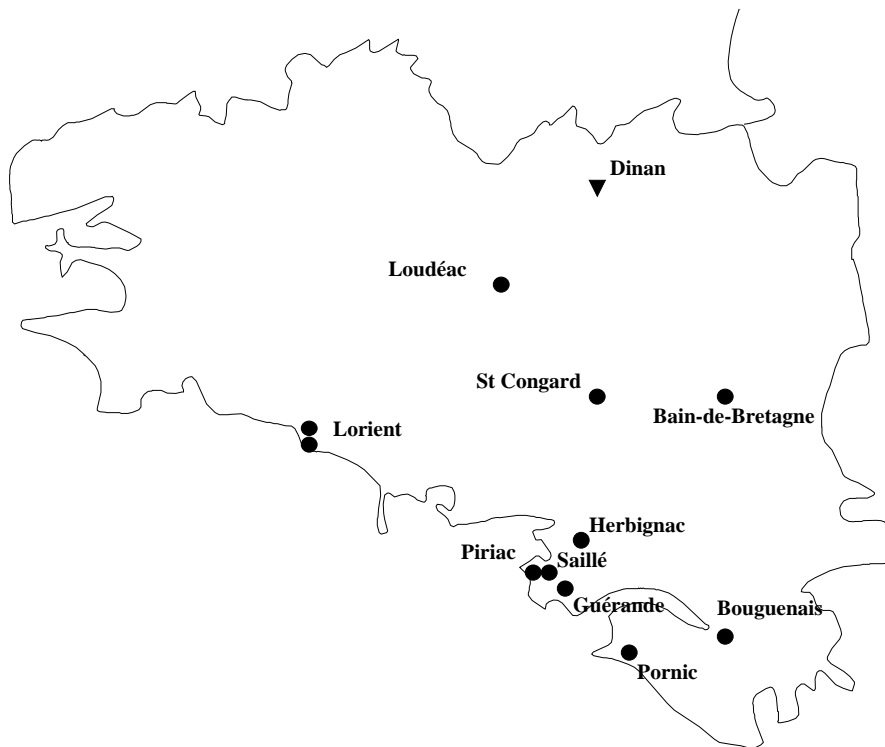 Dinan
Loudéac
St Congard
Bain-de-Bretagne
Lorient
Herbignac
Piriac
Saillé
Guérande
Bouguenais
Pornic